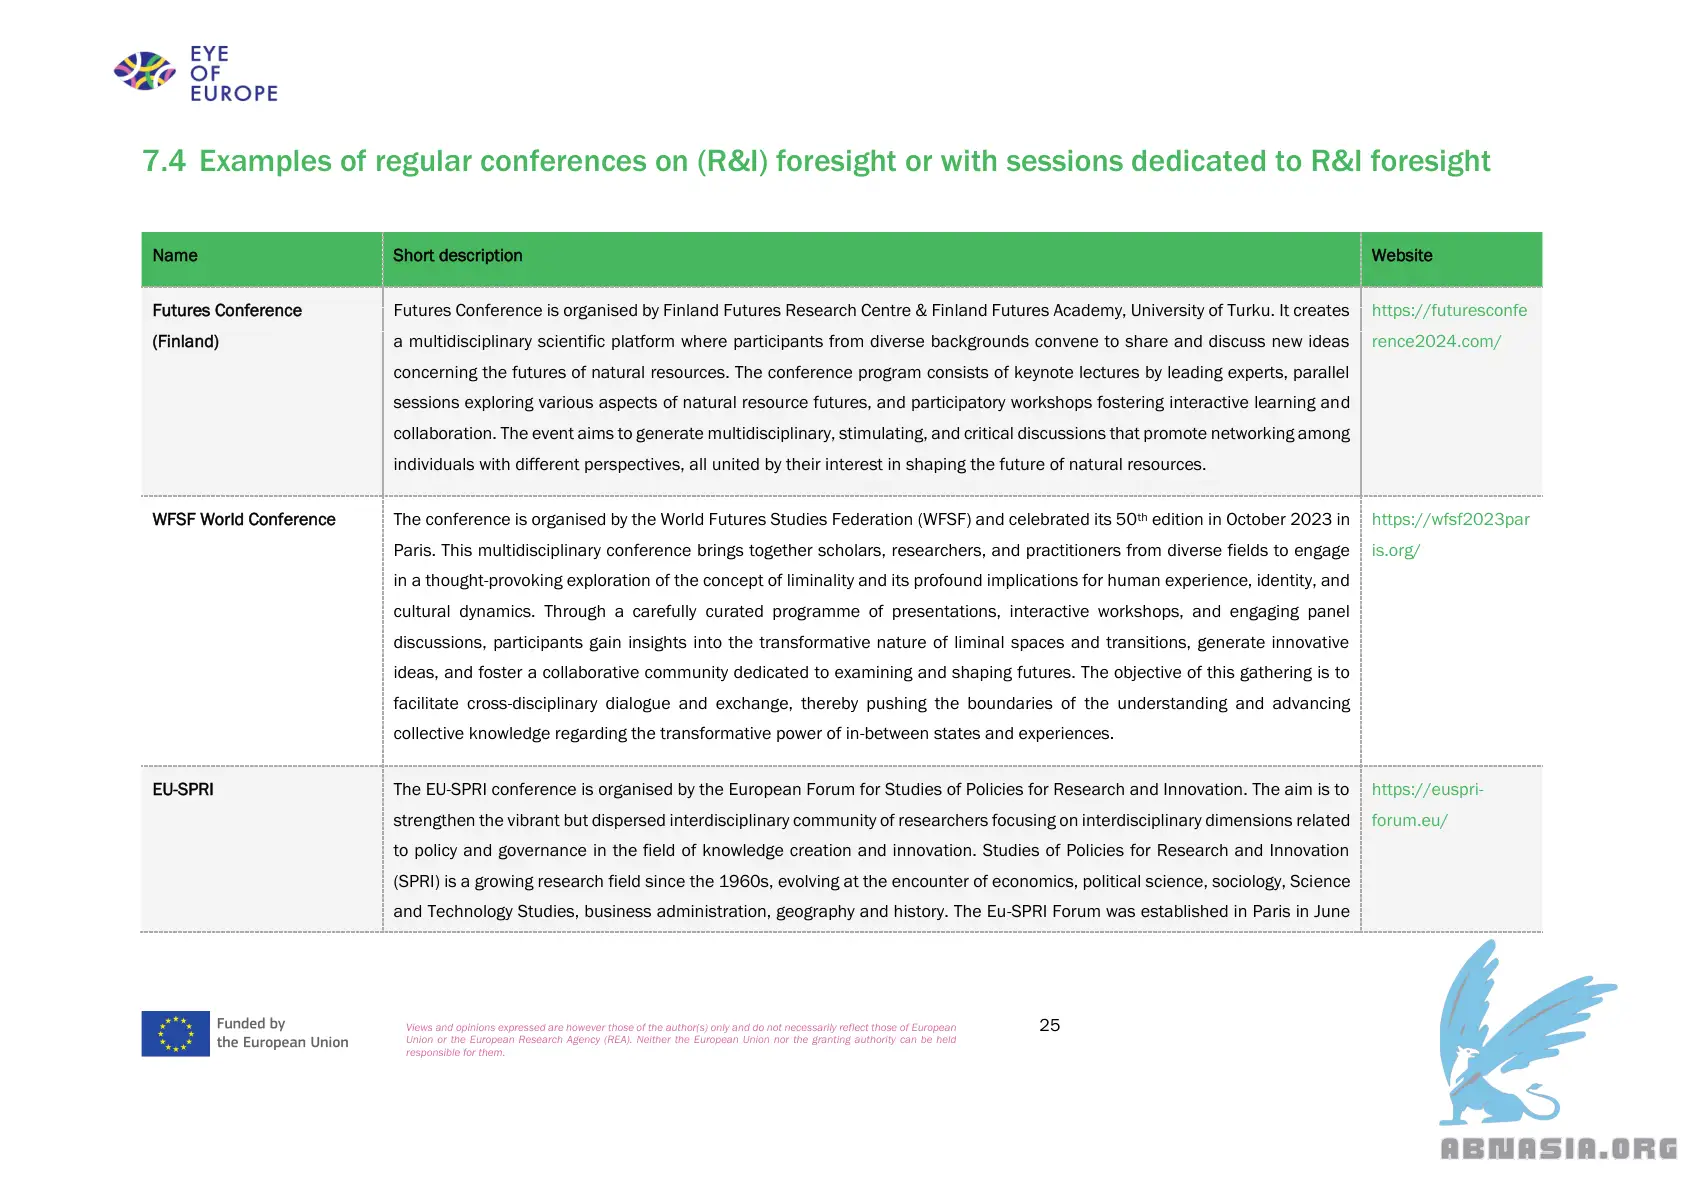 EYE
OF
EUROPE
7.4 Examples of regular conferences on (R&I) foresight or with sessions dedicated to R&I foresight
Name
Short description
Website
Futures Conference
(Finland)
Futures Conference is organised by Finland Futures Research Centre & Finland Futures Academy, University of Turku. It creates
a multidisciplinary scientific platform where participants from diverse backgrounds convene to share and discuss new ideas
concerning the futures of natural resources. The conference program consists of keynote lectures by leading experts, parallel
sessions exploring various aspects of natural resource futures, and participatory workshops fostering interactive learning and
collaboration. The event aims to generate multidisciplinary, stimulating, and critical discussions that promote networking among
individuals with different perspectives, all united by their interest in shaping the future of natural resources.
https://futuresconfe
rence2024.com/
WFSF World Conference
The conference is organised by the World Futures Studies Federation (WFSF) and celebrated its 50th edition in October 2023 in
Paris. This multidisciplinary conference brings together scholars, researchers, and practitioners from diverse fields to engage
in a thought-provoking exploration of the concept of liminality and its profound implications for human experience, identity, and
cultural dynamics. Through a carefully curated programme of presentations, interactive workshops, and engaging panel
discussions, participants gain insights into the transformative nature of liminal spaces and transitions, generate innovative
ideas, and foster a collaborative community dedicated to examining and shaping futures. The objective of this gathering is to
facilitate cross-disciplinary dialogue and exchange, thereby pushing the boundaries of the understanding and advancing
collective knowledge regarding the transformative power of in-between states and experiences.
https://wfsf2023par
is.org/
EU-SPRI
The EU-SPRI conference is organised by the European Forum for Studies of Policies for Research and Innovation. The aim is to
strengthen the vibrant but dispersed interdisciplinary community of researchers focusing on interdisciplinary dimensions related
to policy and governance in the field of knowledge creation and innovation. Studies of Policies for Research and Innovation
(SPRI) is a growing research field since the 1960s, evolving at the encounter of economics, political science, sociology, Science
and Technology Studies, business administration, geography and history. The Eu-SPRI Forum was established in Paris in June
https://euspri-
forum.eu/
Funded by
the European Union
Views and opinions expressed are however those of the author(s) only and do not necessarily reflect those of European
Union or the European Research Agency (REA). Neither the European Union nor the granting authority can be held
responsible for them.
25
ABNASIA.ORG